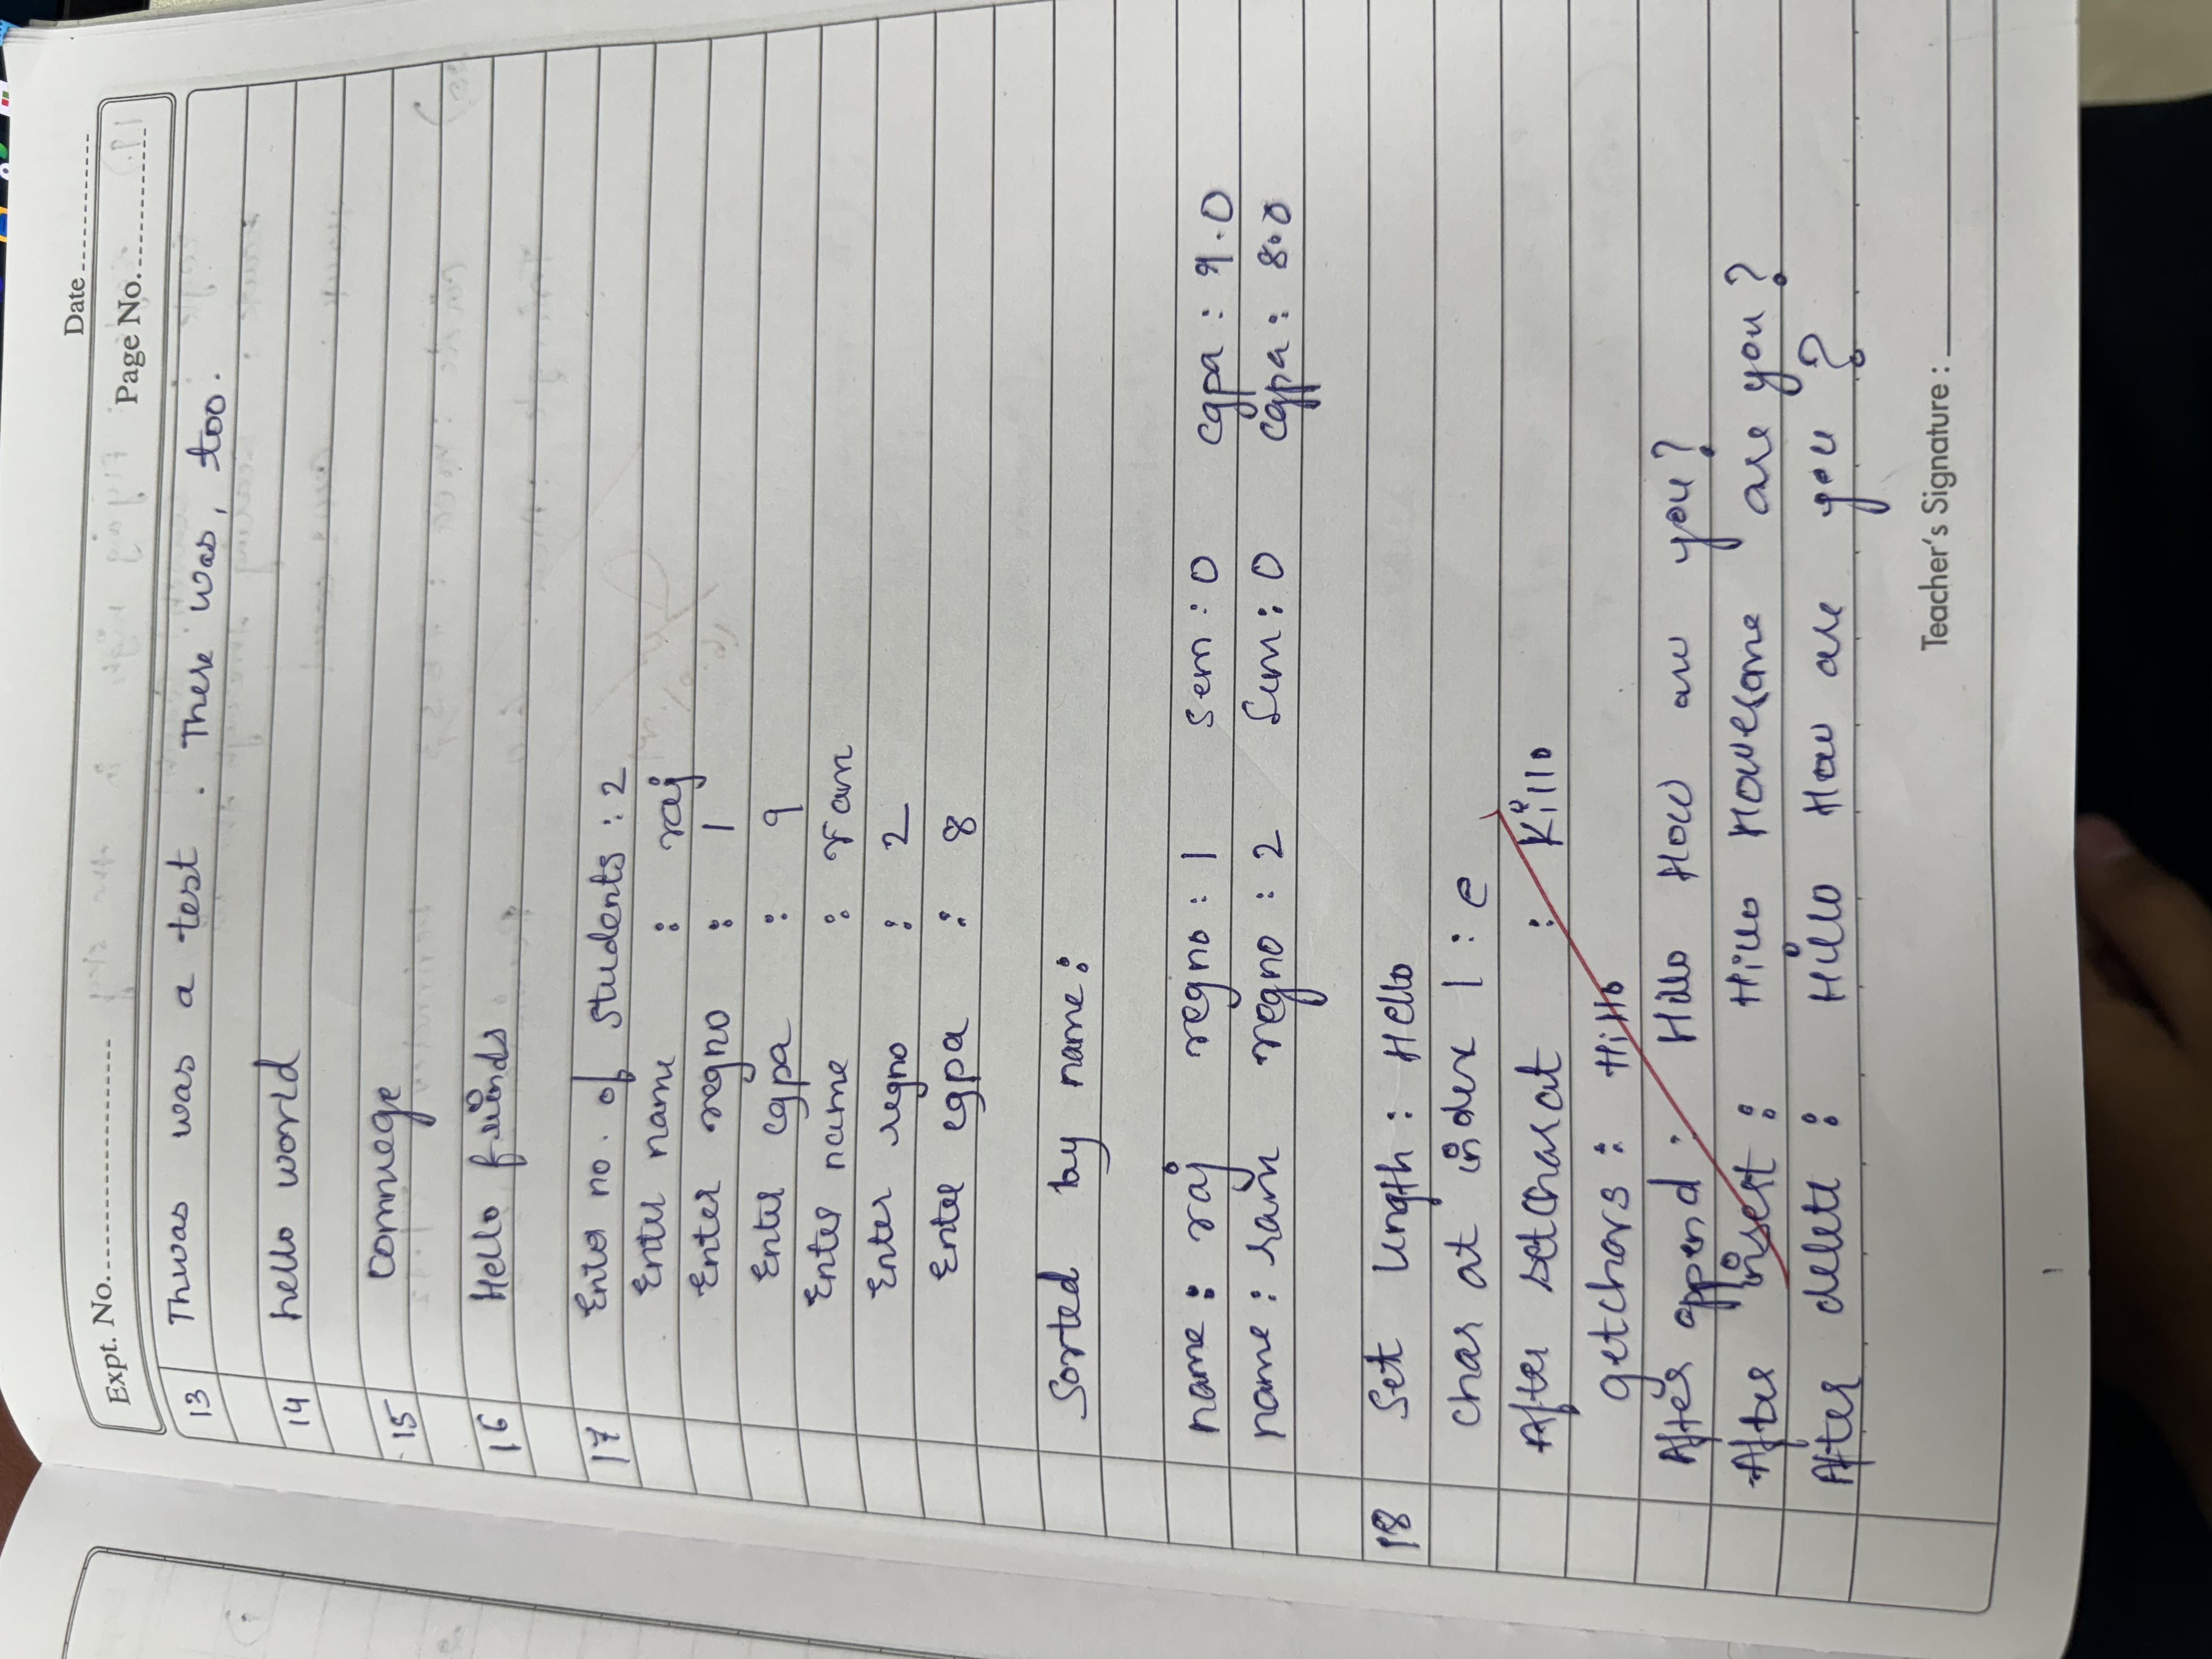 Date
Expt. No.
Page No.
13 Thwas was a test . There was, too.
14 hello world
15
16 Hello friends
17 Enter no. of students : 2
Enter name : raj
Enter regno : 1
Enter cgpa : 9
Enter name : ram
Enter regno : 2
Enter cgpa : 8
Sorted by name:
name : raj regno : 1 sem : 0 cgpa : 9.0
name : ram regno : 2 Sem : 0 cgpa : 8.0
18 Set length : Hello
char at index 1 : e
After setcharat : Killo
getchars : Hillo
After append : Hillo How are you?
After insert : Hillo Howesome are you?
After delete : Hillo How are you ?
Teacher's Signature :